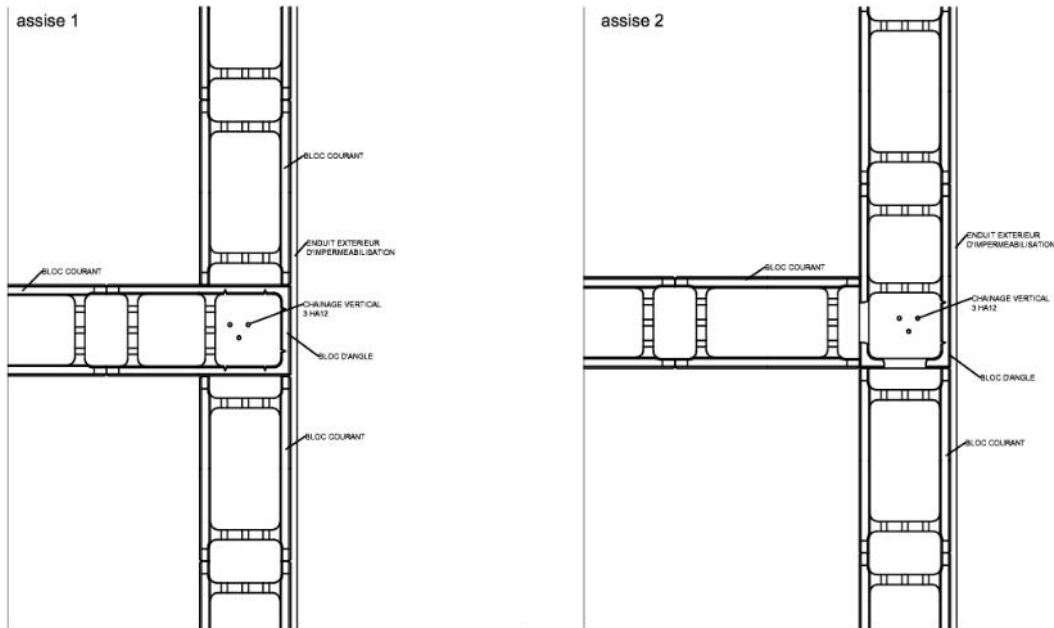 assise 1
BLOC COURANT
ENDUIT EXTERIEUR
D'IMPERMEABILISATION
BLOC COURANT
CHAINAGE VERTICAL
3 HA12
BLOC D'ANGLE
BLOC COURANT
assise 2
ENDUIT EXTERIEUR
D'IMPERMEABILISATION
BLOC COURANT
CHAINAGE VERTICAL
3 HA12
BLOC D'ANGLE
BLOC COURANT